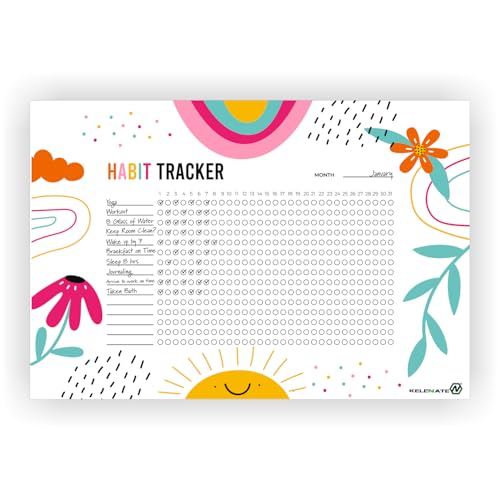 HABIT TRACKER
MONTH January
1 2 3 4 5 6 7 8 9 10 11 12 13 14 15 16 17 18 19 20 21 22 23 24 25 26 27 28 29 30 31
Yoga
Workout
8 Glass of Water
Keep Room Clean?
Wake up by 7
Breakfast on Time
Sleep 8 hrs
Journaling
Arrive to work on time
Taken Bath
KELENATE